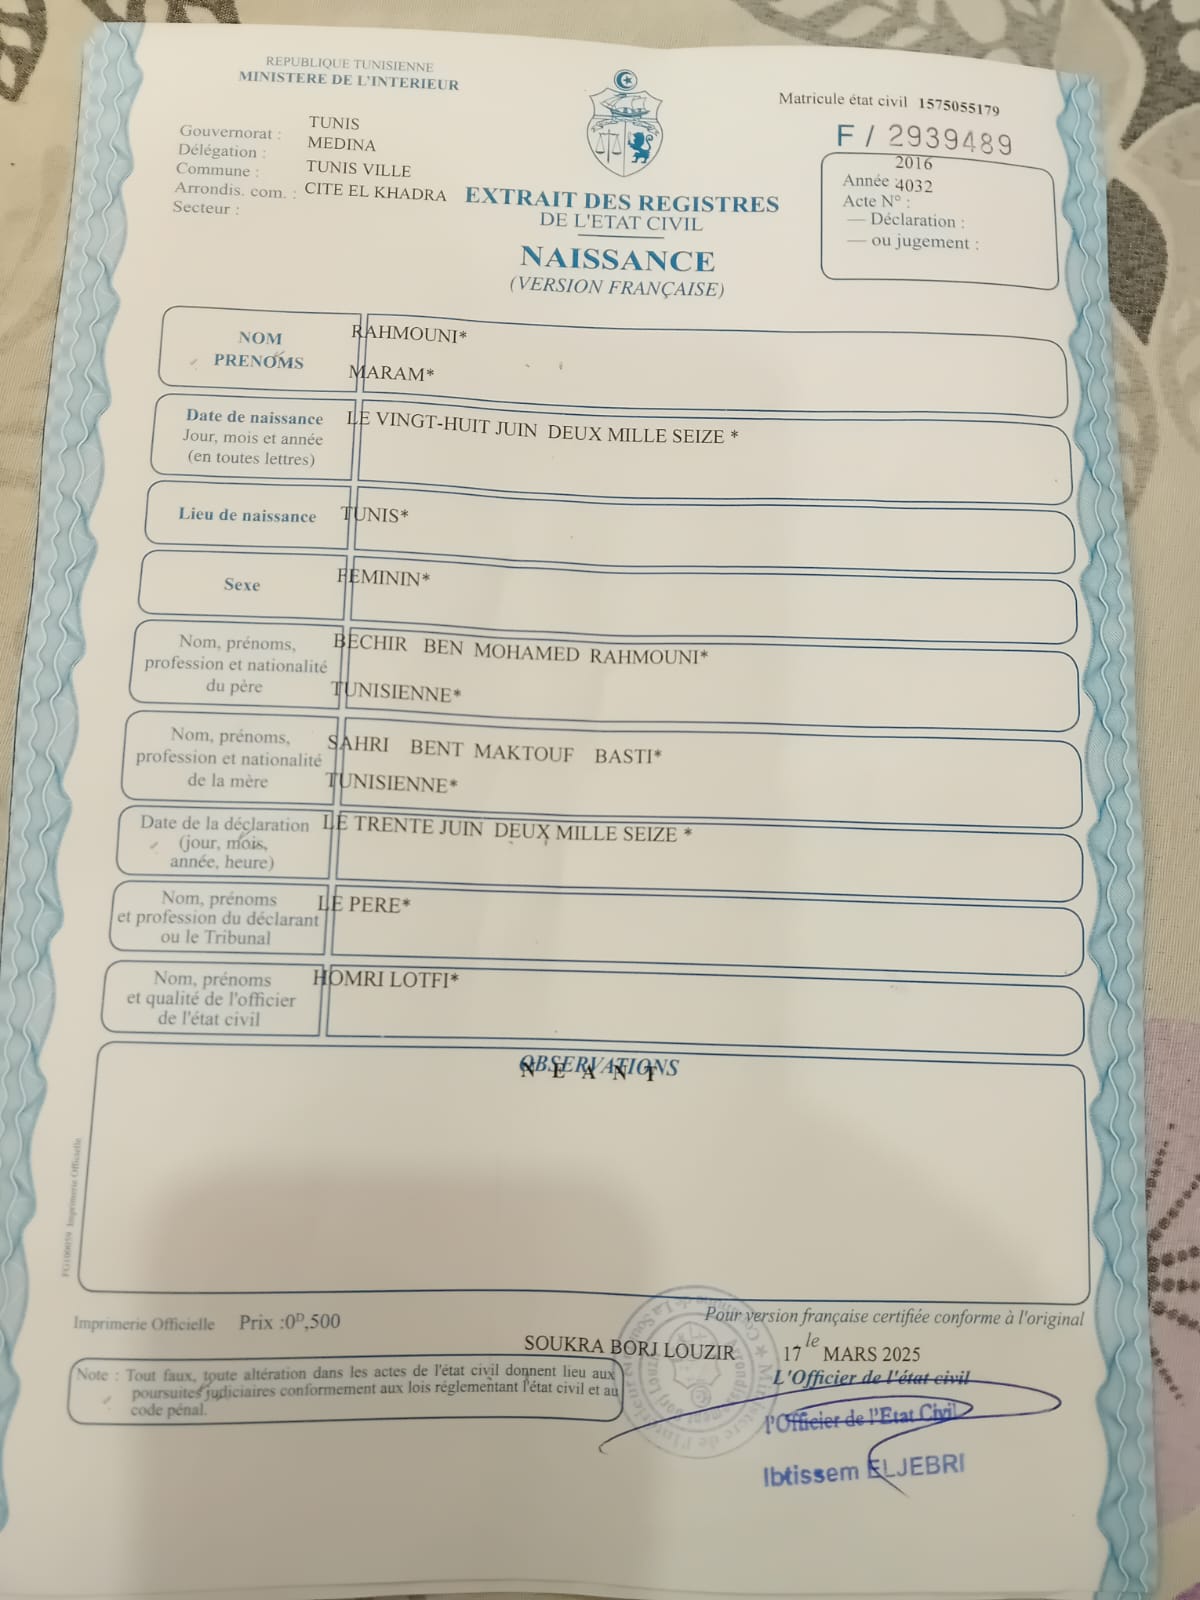 REPUBLIQUE TUNISIENNE
MINISTERE DE L'INTERIEUR
Gouvernorat : TUNIS
Délégation : MEDINA
Commune : TUNIS VILLE
Arrondis. com. : CITE EL KHADRA
Secteur :
EXTRAIT DES REGISTRES
DE L'ETAT CIVIL
NAISSANCE
(VERSION FRANÇAISE)
Matricule état civil 1575055179
F / 2939489
2016
Année
4032
Acte N° :
— Déclaration :
— ou jugement :
NOM RAHMOUNI*
PRENOMS MARAM*
Date de naissance LE VINGT-HUIT JUIN DEUX MILLE SEIZE *
Jour, mois et année
(en toutes lettres)
Lieu de naissance TUNIS*
Sexe FEMININ*
Nom, prénoms, BECHIR BEN MOHAMED RAHMOUNI*
profession et nationalité
du père TUNISIENNE*
Nom, prénoms, SAHRI BENT MAKTOUF BASTI*
profession et nationalité
de la mère TUNISIENNE*
Date de la déclaration LE TRENTE JUIN DEUX MILLE SEIZE *
(jour, mois,
année, heure)
Nom, prénoms LE PERE*
et profession du déclarant
ou le Tribunal
Nom, prénoms HOMRI LOTFI*
et qualité de l'officier
de l'état civil
OBSERVATIONS
N E A N T
FG100059 Imprimerie Officielle
Imprimerie Officielle Prix :0D,500
Pour version française certifiée conforme à l'original
SOUKRA BORJ LOUZIR 17 le MARS 2025
L'Officier de l'état civil
Note : Tout faux, toute altération dans les actes de l'état civil donnent lieu aux
poursuites judiciaires conformement aux lois réglementant l'état civil et au
code pénal.
l'Officier de l'Etat Civil
Ibtissem ELJEBRI